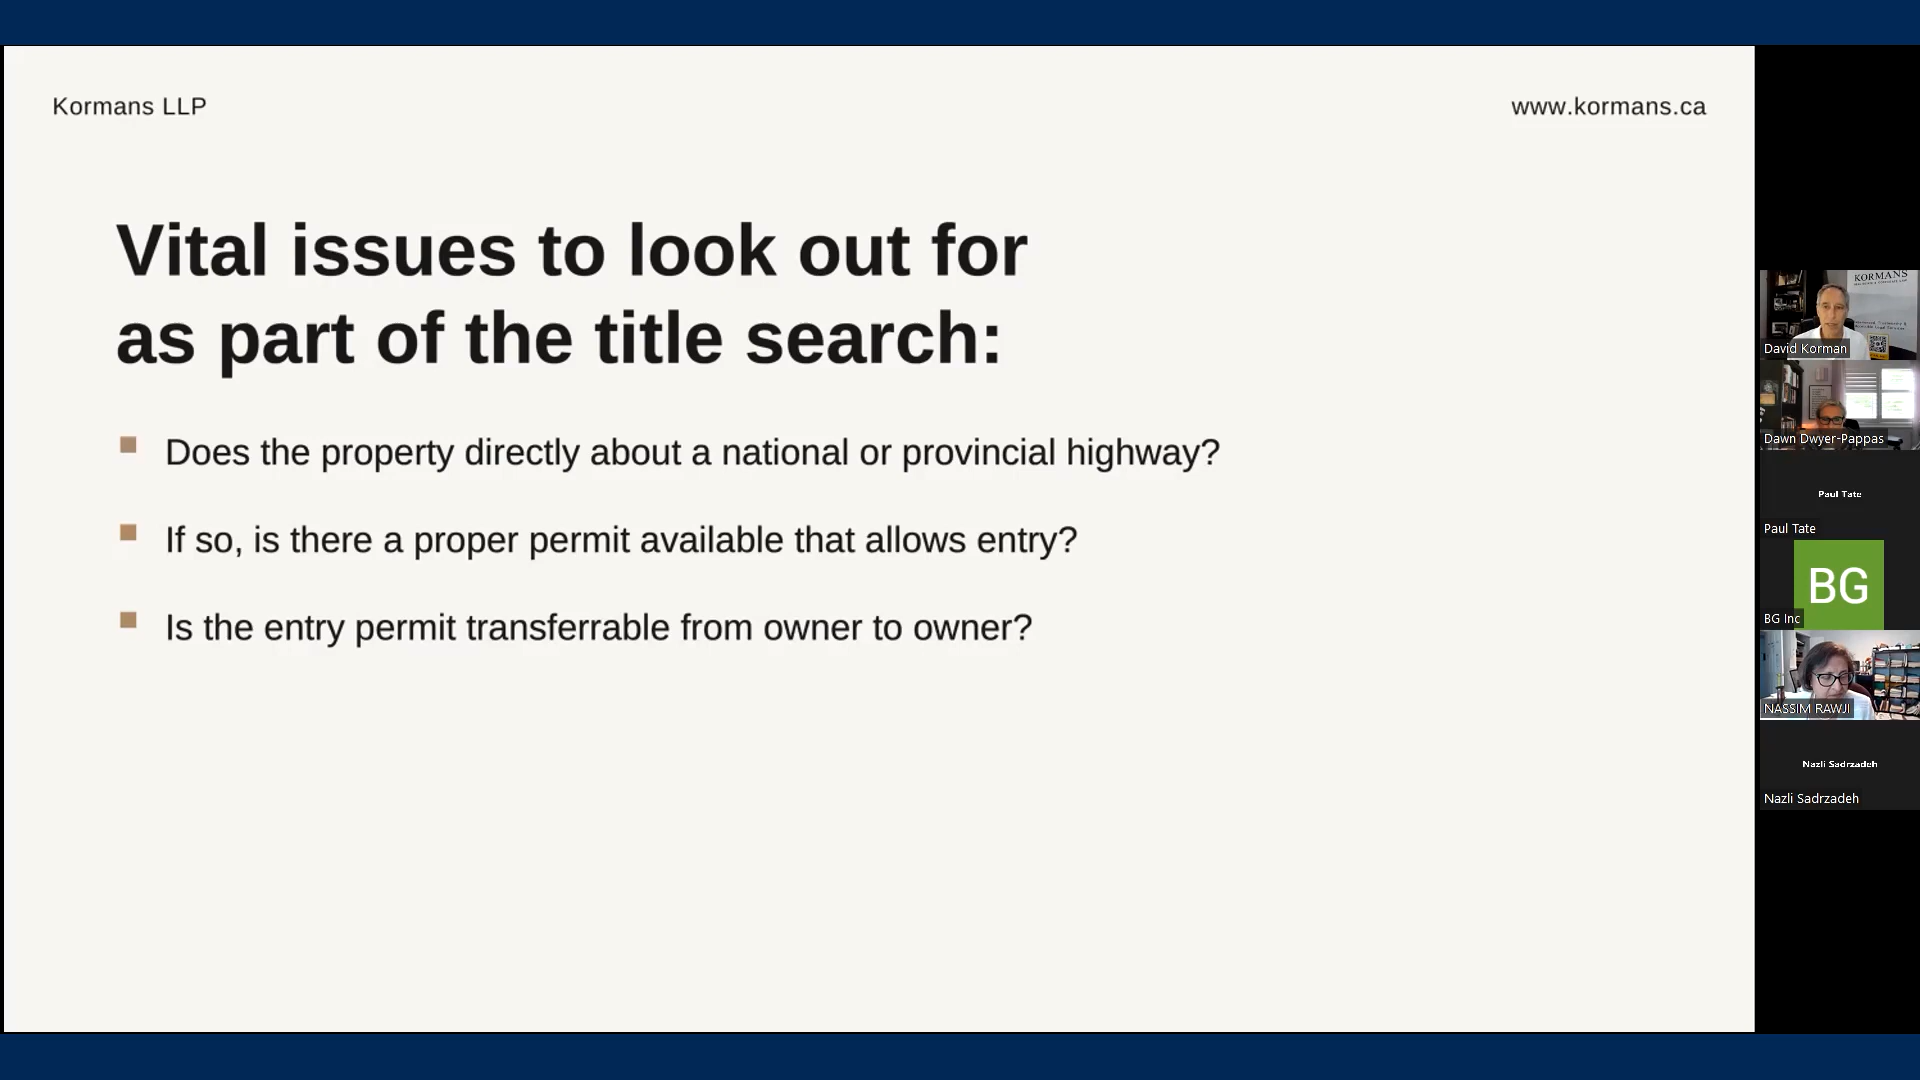 Kormans LLP
www.kormans.ca
Vital issues to look out for
as part of the title search:
Does the property directly about a national or provincial highway?
If so, is there a proper permit available that allows entry?
Is the entry permit transferrable from owner to owner?
KORMANS
David Korman
Dawn Dwyer-Pappas
Paul Tate
Paul Tate
BG
BG Inc
NASSIM RAWJI
Nazli Sadrzadeh
Nazli Sadrzadeh